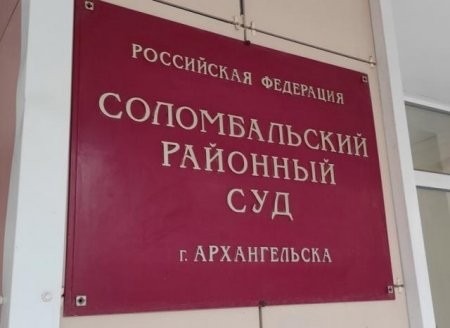 РОССИЙСКАЯ ФЕДЕРАЦИЯ
СОЛОМБАЛЬСКИЙ
РАЙОННЫЙ
СУД
г. АРХАНГЕЛЬСКА